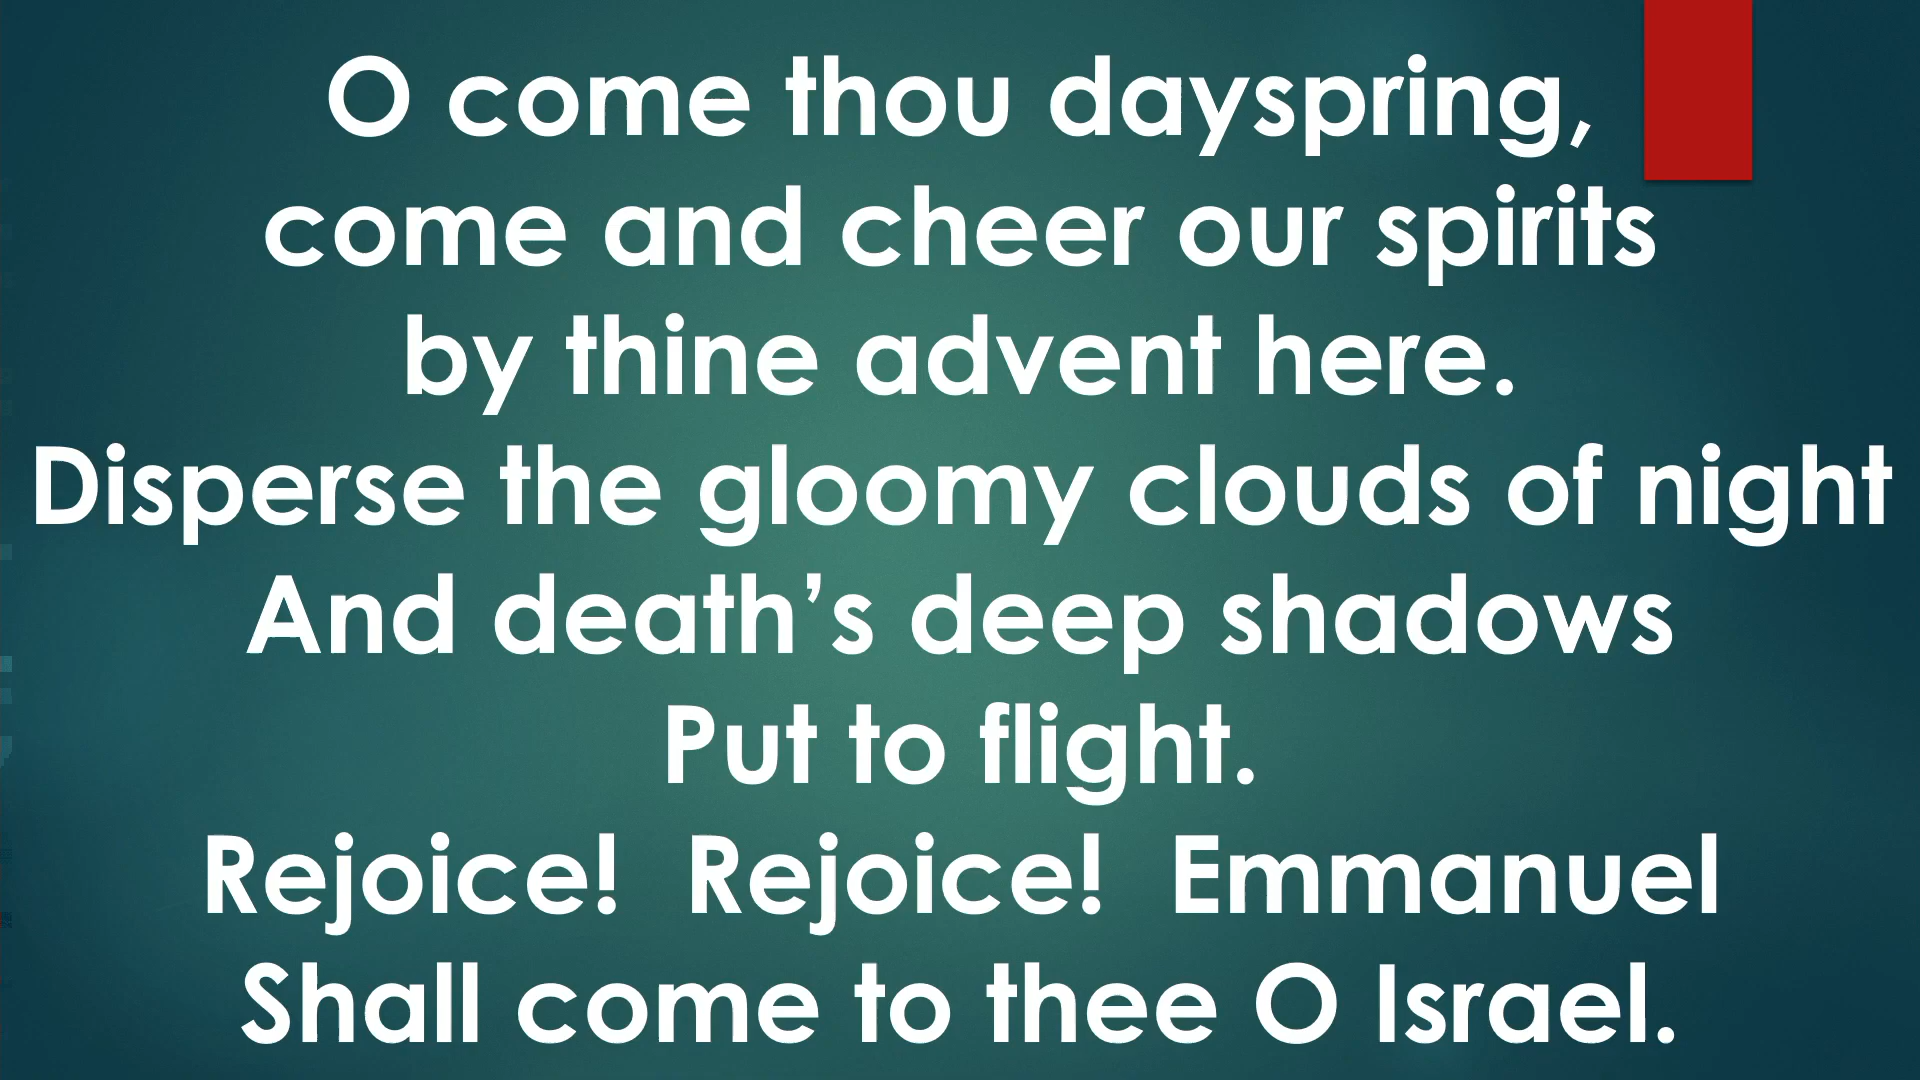 O come thou dayspring,
come and cheer our spirits
by thine advent here.
Disperse the gloomy clouds of night
And death’s deep shadows
Put to flight.
Rejoice!  Rejoice!  Emmanuel
Shall come to thee O Israel.